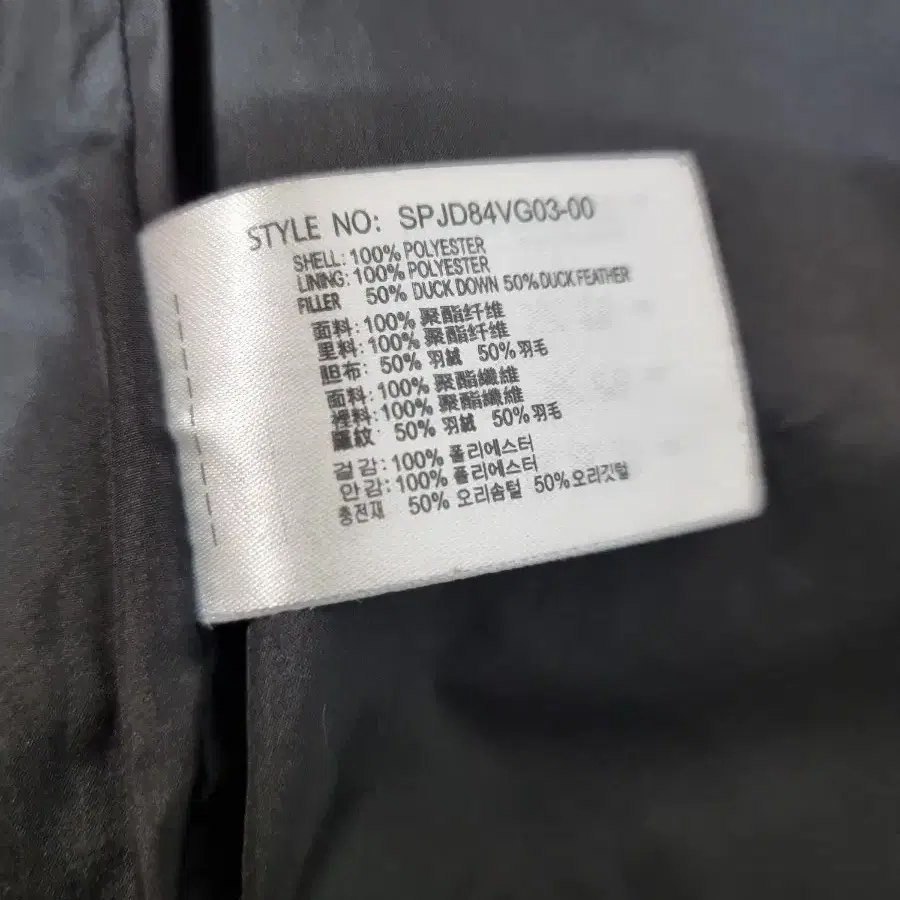 STYLE NO: SPJD84VG03-00
SHELL: 100% POLYESTER
LINING: 100% POLYESTER
FILLER 50% DUCK DOWN 50% DUCK FEATHER
面料: 100% 聚酯纤维
里料: 100% 聚酯纤维
胆布: 50% 羽絨 50% 羽毛
面料: 100% 聚酯纖維
裡料: 100% 聚酯纖維
50% 羽絨 50% 羽毛
겉감: 100% 폴리에스터
안감: 100% 폴리에스터
충전재 50% 오리솜털 50% 오리깃털